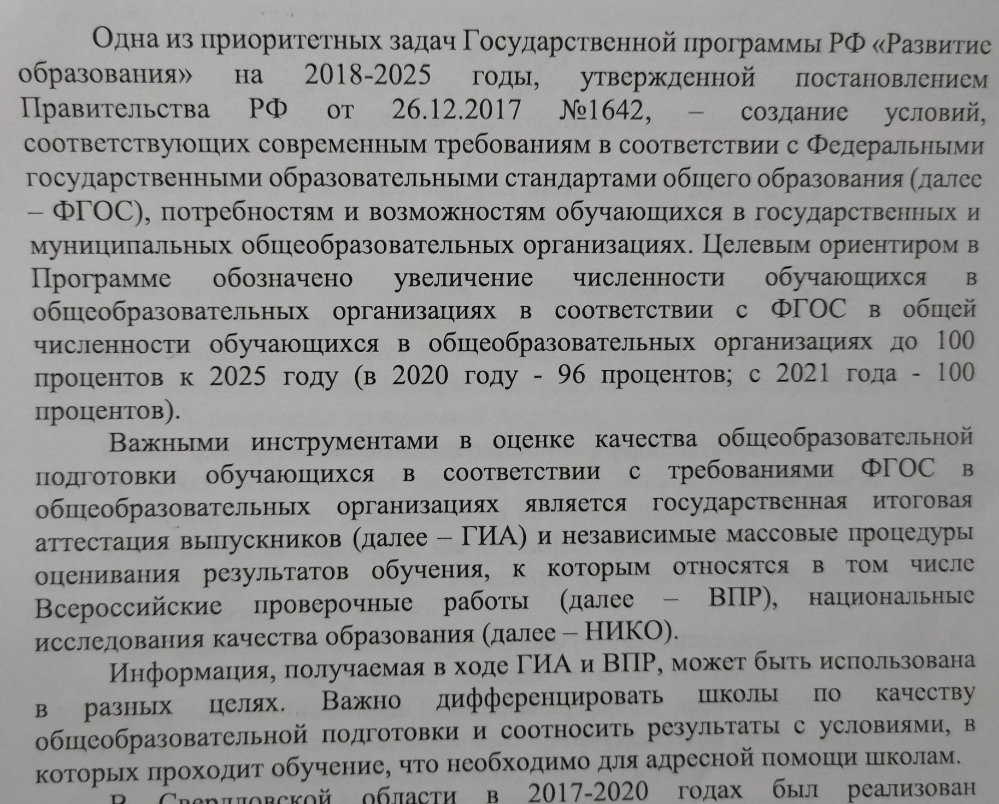 Одна из приоритетных задач Государственной программы РФ «Развитие
образования» на 2018-2025 годы, утвержденной постановлением
Правительства РФ от 26.12.2017 №1642, – создание условий,
соответствующих современным требованиям в соответствии с Федеральными
государственными образовательными стандартами общего образования (далее
– ФГОС), потребностям и возможностям обучающихся в государственных и
муниципальных общеобразовательных организациях. Целевым ориентиром в
Программе обозначено увеличение численности обучающихся в
общеобразовательных организациях в соответствии с ФГОС в общей
численности обучающихся в общеобразовательных организациях до 100
процентов к 2025 году (в 2020 году - 96 процентов; с 2021 года - 100
процентов).
Важными инструментами в оценке качества общеобразовательной
подготовки обучающихся в соответствии с требованиями ФГОС в
общеобразовательных организациях является государственная итоговая
аттестация выпускников (далее – ГИА) и независимые массовые процедуры
оценивания результатов обучения, к которым относятся в том числе
Всероссийские проверочные работы (далее – ВПР), национальные
исследования качества образования (далее – НИКО).
Информация, получаемая в ходе ГИА и ВПР, может быть использована
в разных целях. Важно дифференцировать школы по качеству
общеобразовательной подготовки и соотносить результаты с условиями, в
которых проходит обучение, что необходимо для адресной помощи школам.
В Свердловской области в 2017-2020 годах был реализован